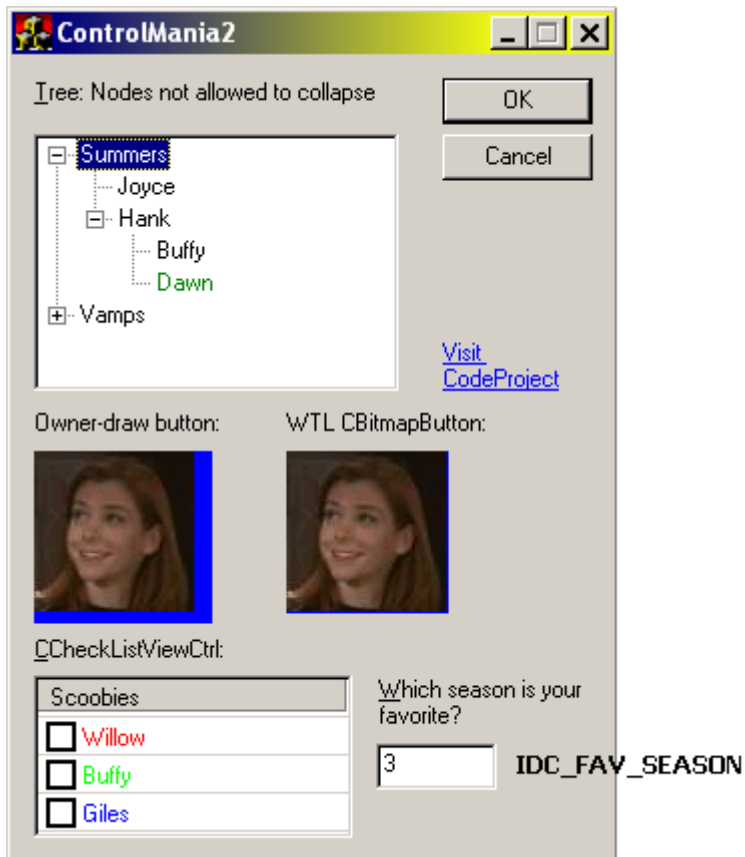 ControlMania2
Tree: Nodes not allowed to collapse
OK
Cancel
Summers
Joyce
Hank
Buffy
Dawn
Vamps
Visit
CodeProject
Owner-draw button:
WTL CBitmapButton:
CCheckListViewCtrl:
Scoobies
Willow
Buffy
Giles
Which season is your
favorite?
3
IDC_FAV_SEASON